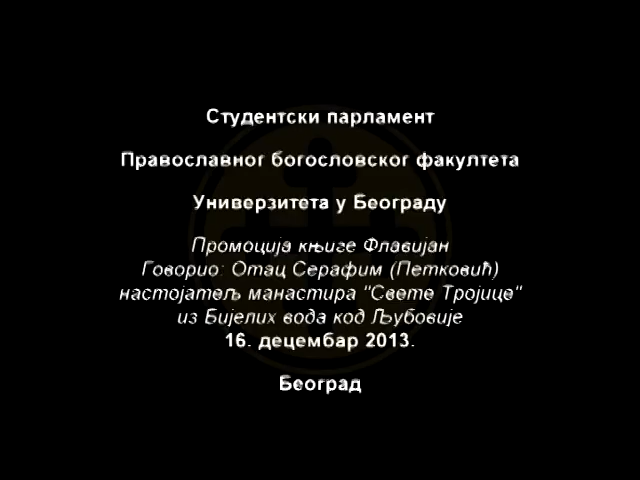 Студентски парламент
Православног богословског факултета
Универзитета у Београду
Промоција књиге Флавијан
Говорио: Отац Серафим (Петковић)
настојатељ манастира "Свете Тројице"
из Бијелих вода код Љубовије
16. децембар 2013.
Београд